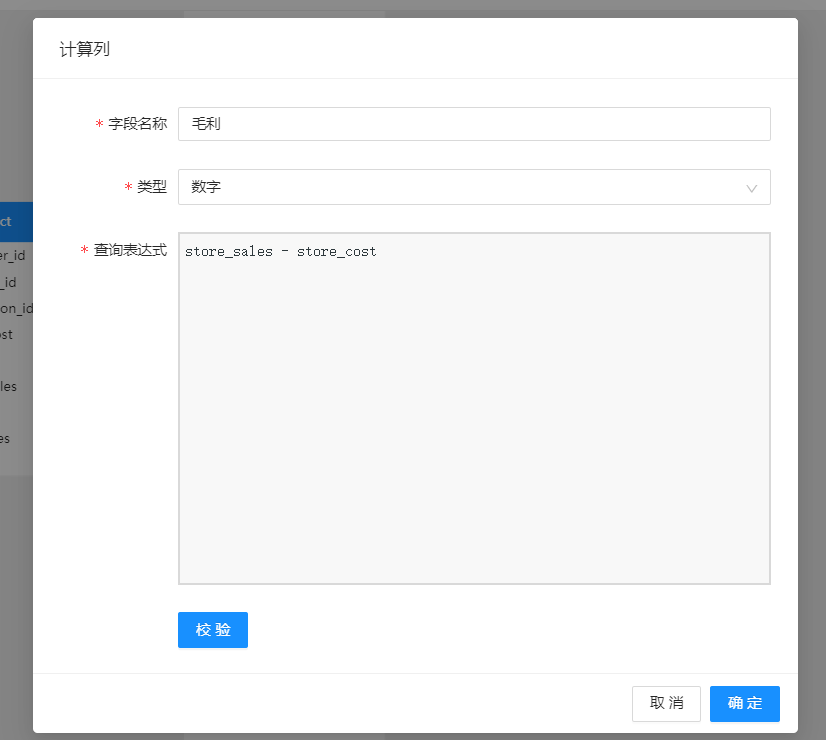 计算列
* 字段名称
毛利
* 类型
数字
* 查询表达式
store_sales - store_cost
校 验
取 消
确 定
ct
er_id
_id
on_id
ost
les
es